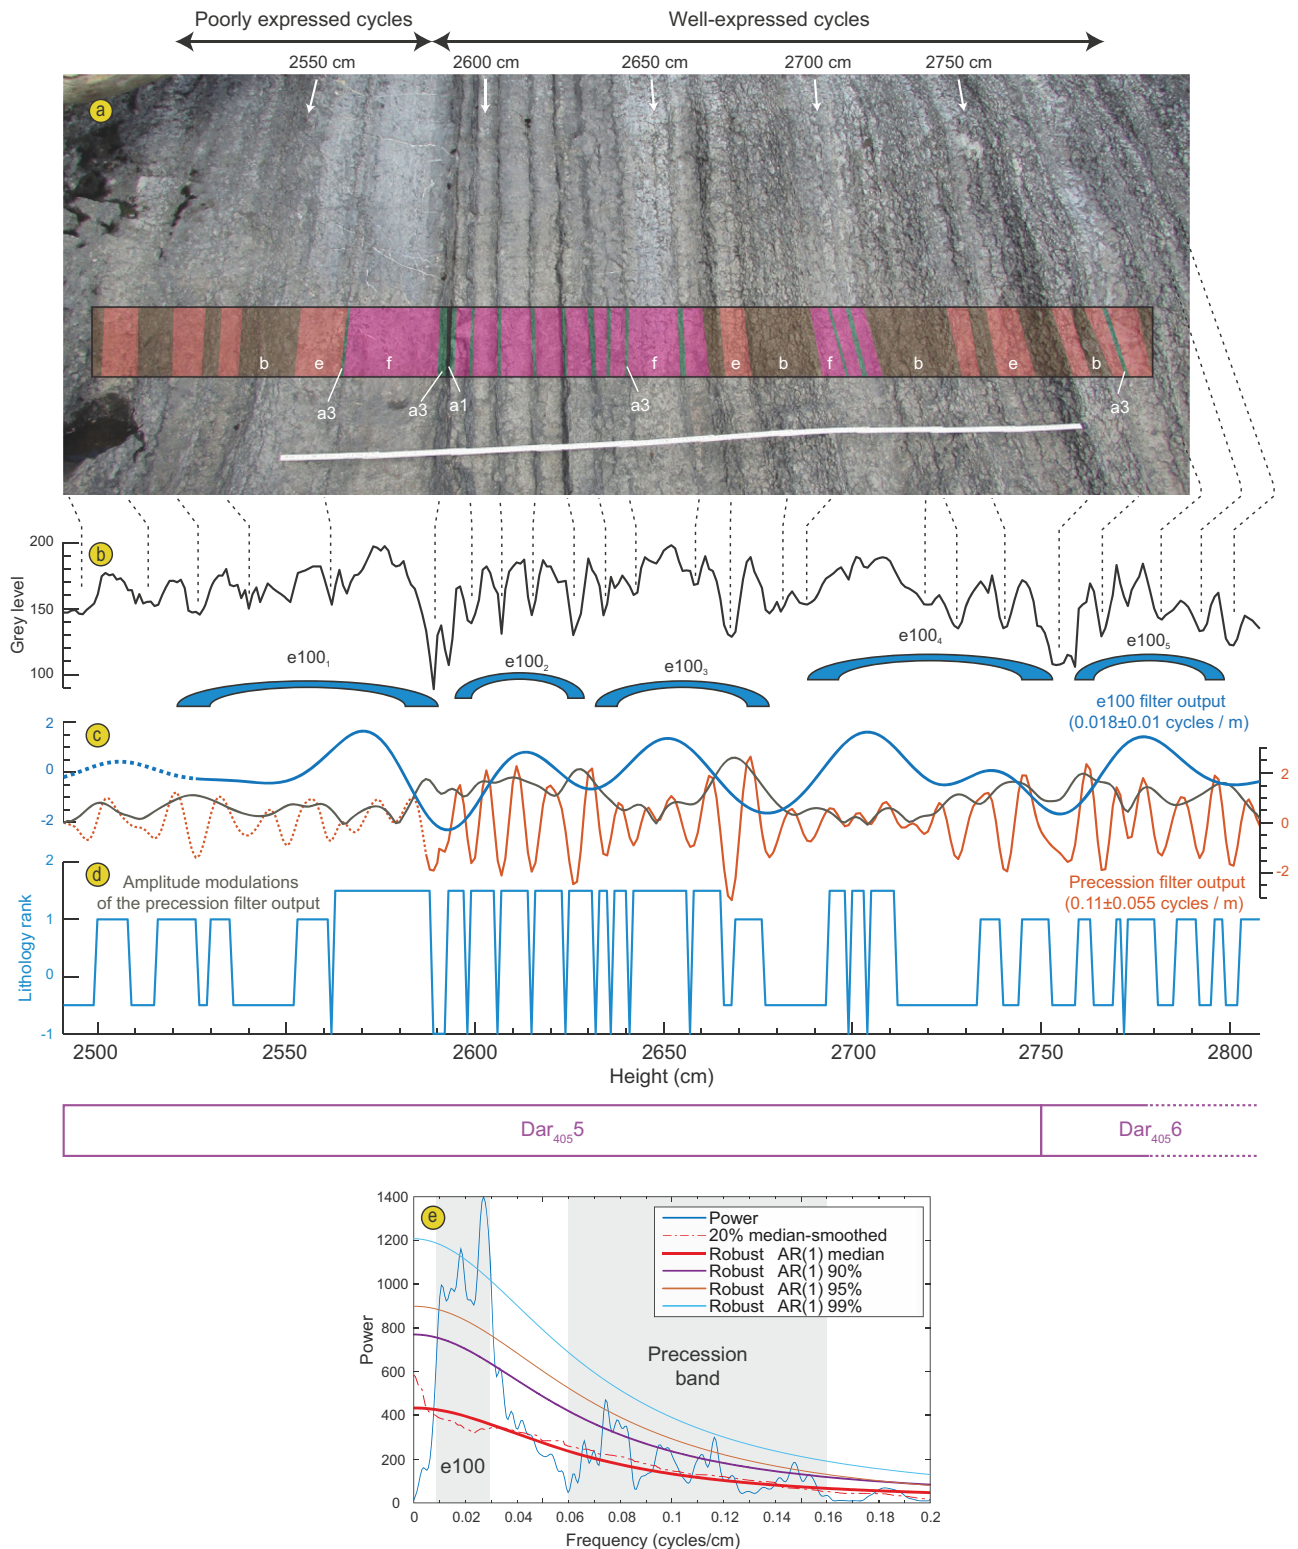 Poorly expressed cycles
Well-expressed cycles
2550 cm
2600 cm
2650 cm
2700 cm
2750 cm
a
b
e
f
f
e
b
f
b
e
b
a3
a3
a1
a3
a3
200
150
100
Grey level
b
e100₁
e100₂
e100₃
e100₄
e100₅
e100 filter output
(0.018±0.01 cycles / m)
2
0
-2
c
2
0
-2
2
1
0
-1
Lithology rank
d
Amplitude modulations
of the precession filter output
Precession filter output
(0.11±0.055 cycles / m)
2500
2550
2600
2650
2700
2750
2800
Height (cm)
Dar₄₀₅5
Dar₄₀₅6
1400
1200
1000
800
600
400
200
0
Power
e
Power
20% median-smoothed
Robust AR(1) median
Robust AR(1) 90%
Robust AR(1) 95%
Robust AR(1) 99%
Precession
band
e100
0
0.02
0.04
0.06
0.08
0.1
0.12
0.14
0.16
0.18
0.2
Frequency (cycles/cm)